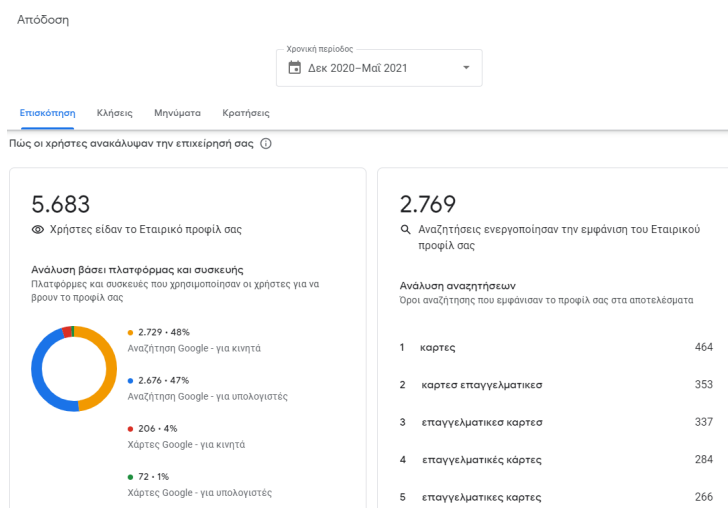 Απόδοση
Χρονική περίοδος
Δεκ 2020–Μαΐ 2021
Επισκόπηση Κλήσεις Μηνύματα Κρατήσεις
Πώς οι χρήστες ανακάλυψαν την επιχείρησή σας
5.683
Χρήστες είδαν το Εταιρικό προφίλ σας
Ανάλυση βάσει πλατφόρμας και συσκευής
Πλατφόρμες και συσκευές που χρησιμοποίησαν οι χρήστες για να
βρουν το προφίλ σας
2.729 · 48%
Αναζήτηση Google - για κινητά
2.676 · 47%
Αναζήτηση Google - για υπολογιστές
206 · 4%
Χάρτες Google - για κινητά
72 · 1%
Χάρτες Google - για υπολογιστές
2.769
Αναζητήσεις ενεργοποίησαν την εμφάνιση του Εταιρικού
προφίλ σας
Ανάλυση αναζητήσεων
Όροι αναζήτησης που εμφάνισαν το προφίλ σας στα αποτελέσματα
1 καρτες 464
2 καρτεσ επαγγελματικεσ 353
3 επαγγελματικεσ καρτεσ 337
4 επαγγελματικές κάρτες 284
5 επαγγελματικες καρτες 266